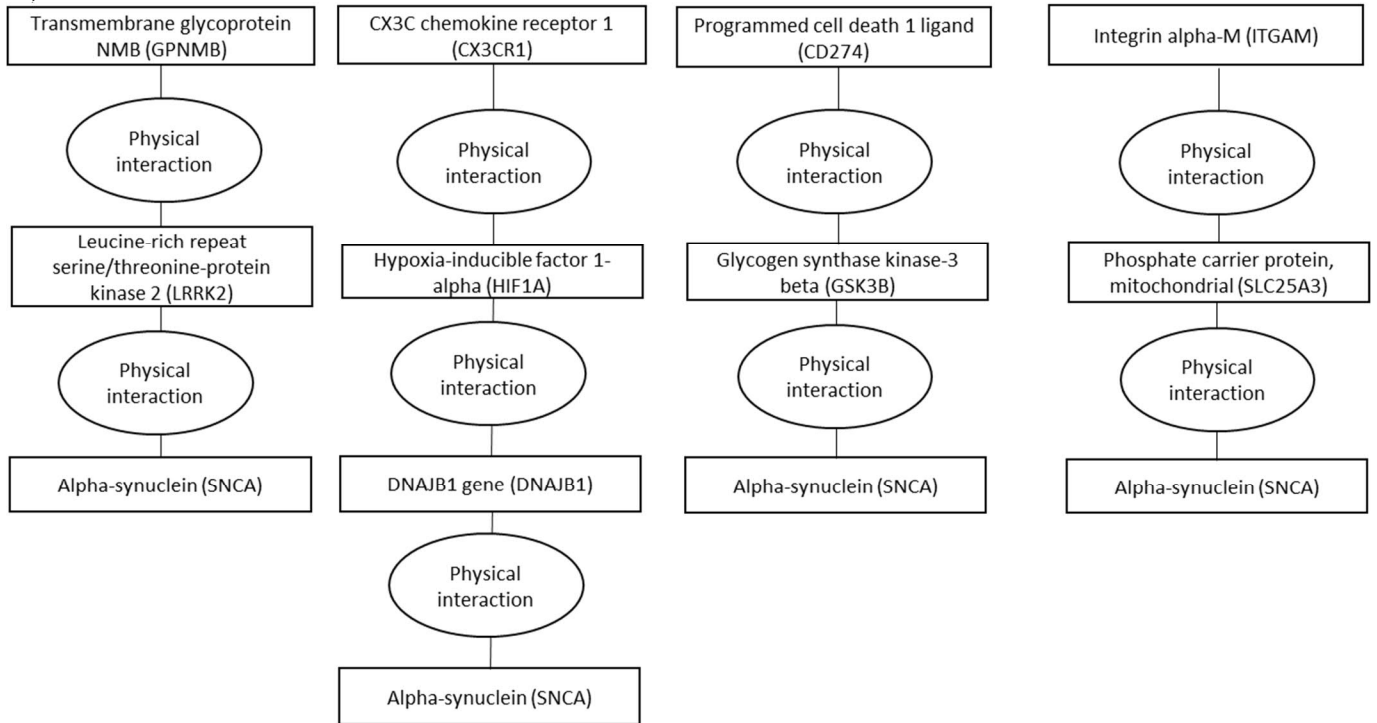 Transmembrane glycoprotein
NMB (GPNMB)
Physical
interaction
Leucine-rich repeat
serine/threonine-protein
kinase 2 (LRRK2)
Physical
interaction
Alpha-synuclein (SNCA)
CX3C chemokine receptor 1
(CX3CR1)
Physical
interaction
Hypoxia-inducible factor 1-
alpha (HIF1A)
Physical
interaction
DNAJB1 gene (DNAJB1)
Physical
interaction
Alpha-synuclein (SNCA)
Programmed cell death 1 ligand
(CD274)
Physical
interaction
Glycogen synthase kinase-3
beta (GSK3B)
Physical
interaction
Alpha-synuclein (SNCA)
Integrin alpha-M (ITGAM)
Physical
interaction
Phosphate carrier protein,
mitochondrial (SLC25A3)
Physical
interaction
Alpha-synuclein (SNCA)